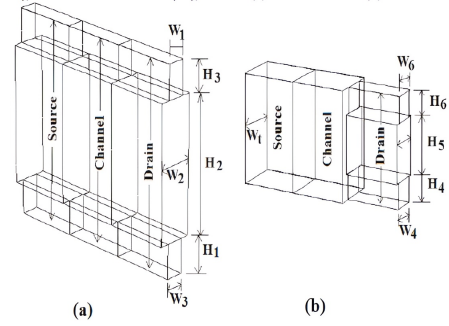 W1
H3
Source
Channel
Drain
W2
H2
H1
W3
(a)
W6
H6
Source
Channel
Drain
Wt
H5
H4
W4
(b)